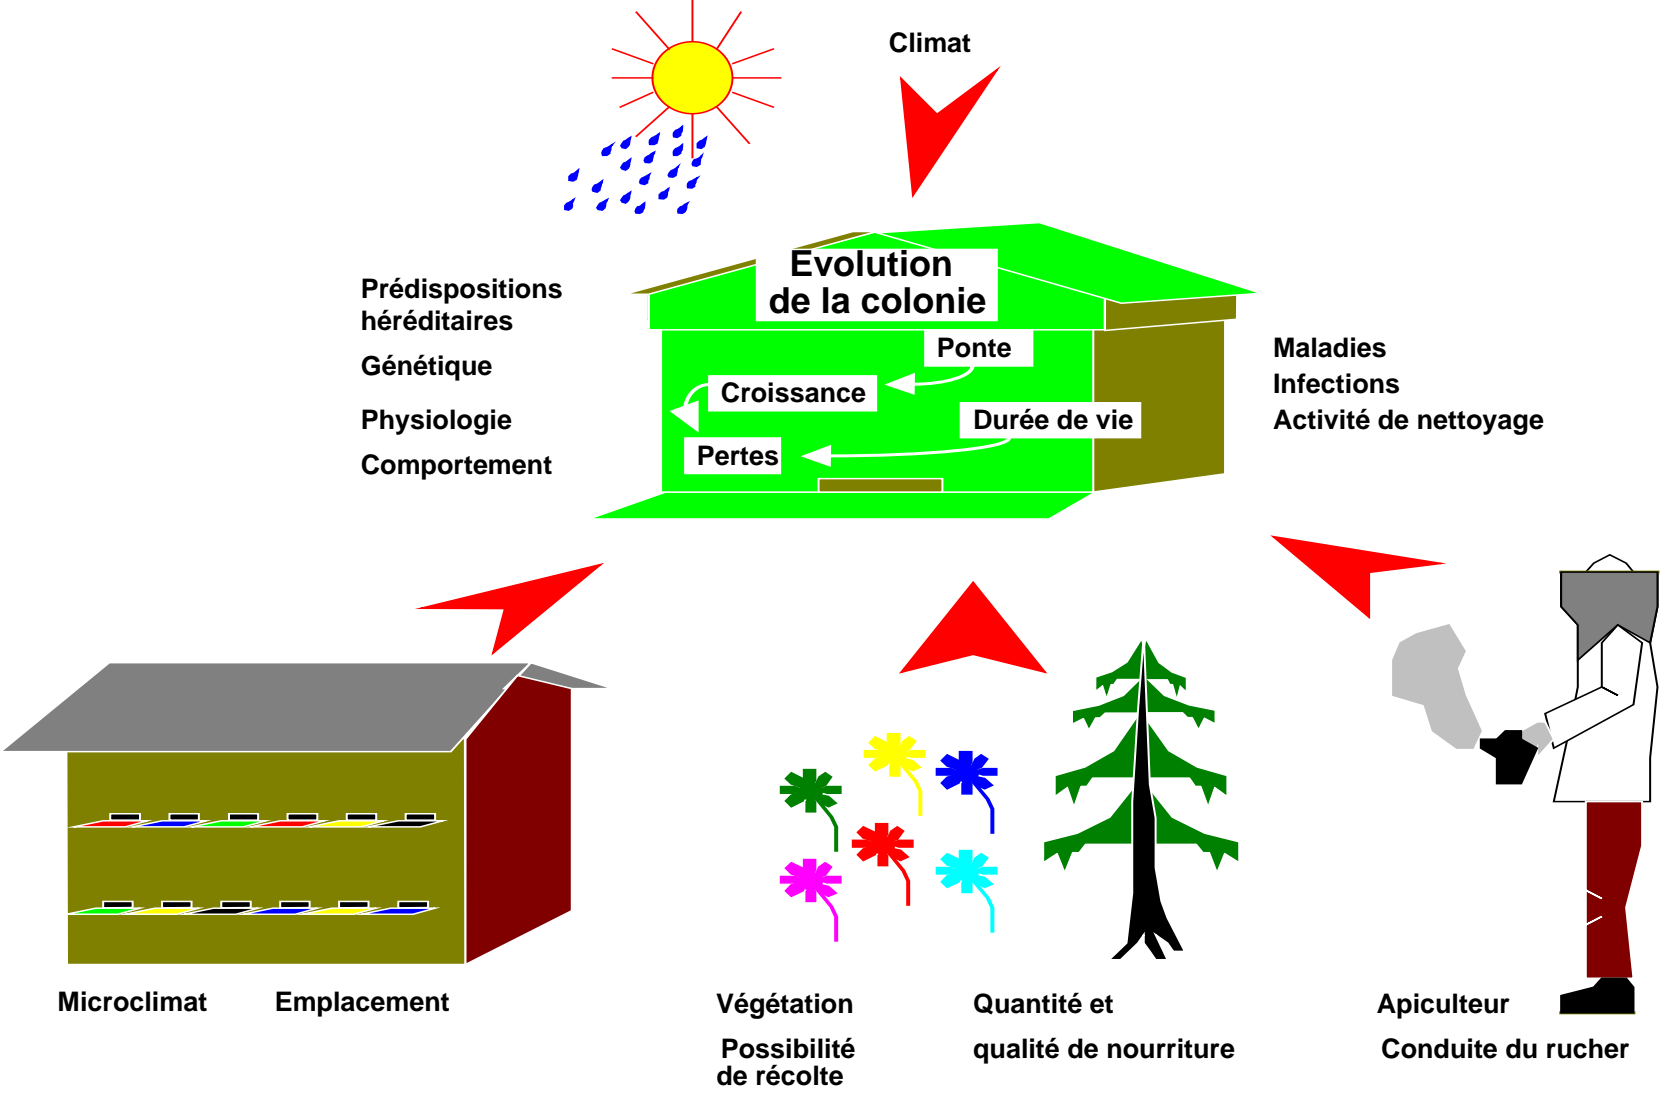 Climat
Evolution
de la colonie
Prédispositions
héréditaires
Génétique
Physiologie
Comportement
Ponte
Croissance
Durée de vie
Pertes
Maladies
Infections
Activité de nettoyage
Microclimat
Emplacement
Végétation
Possibilité
de récolte
Quantité et
qualité de nourriture
Apiculteur
Conduite du rucher